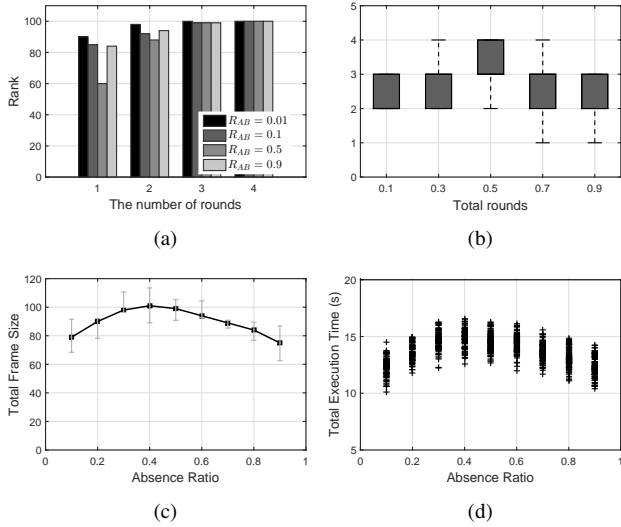 100
80
60
40
20
0
Rank
1 2 3 4
The number of rounds
R_AB = 0.01
R_AB = 0.1
R_AB = 0.5
R_AB = 0.9
(a)
6
5
4
3
2
1
0
Execution time (s)
0.1 0.3 0.5 0.7 0.9
Total rounds
(b)
120
100
80
60
40
20
0
Total Frame Size
0 0.2 0.4 0.6 0.8 1
Absence Ratio
(c)
20
15
10
5
Total Execution Time (s)
0 0.2 0.4 0.6 0.8 1
Absence Ratio
(d)